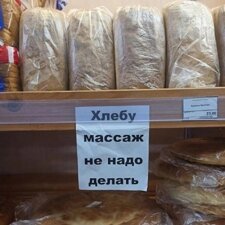 Хлебу
массаж
не надо
делать